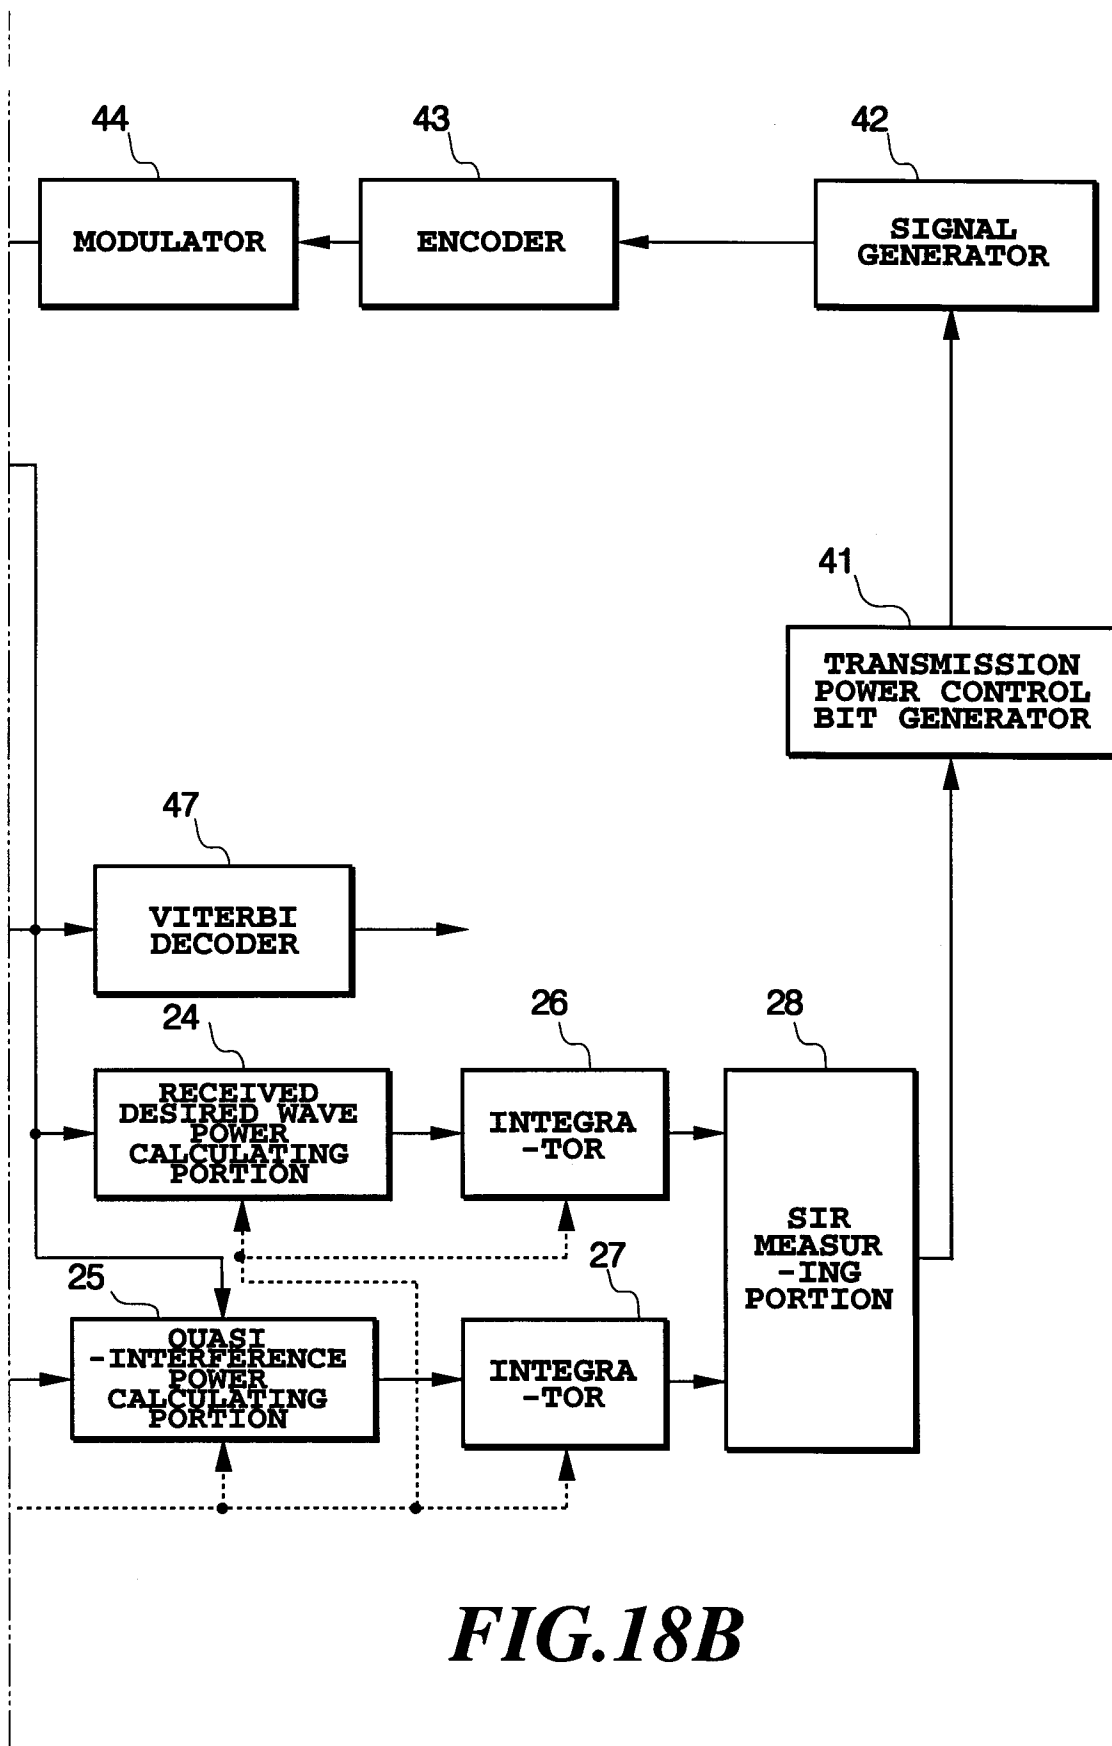 44
43
42
MODULATOR
ENCODER
SIGNAL
GENERATOR
41
TRANSMISSION
POWER CONTROL
BIT GENERATOR
47
VITERBI
DECODER
24
26
28
RECEIVED
DESIRED WAVE
POWER
CALCULATING
PORTION
INTEGRA
-TOR
SIR
MEASUR
-ING
PORTION
25
27
QUASI
-INTERFERENCE
POWER
CALCULATING
PORTION
INTEGRA
-TOR
FIG.18B